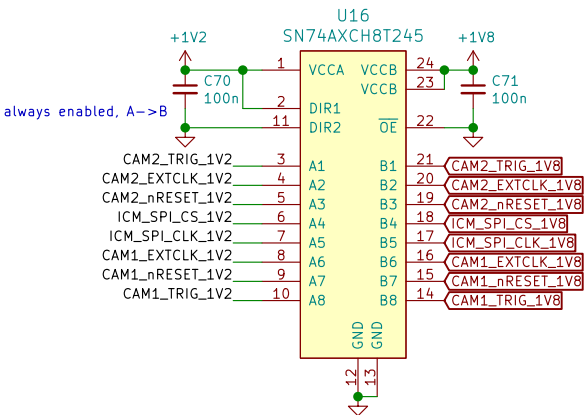 U16
SN74AXCH8T245
+1V2
+1V8
1 VCCA VCCB 24
VCCB 23
C70
100n
C71
100n
always enabled, A->B
2 DIR1
11 DIR2 OE 22
CAM2_TRIG_1V2 3 A1 B1 21 CAM2_TRIG_1V8
CAM2_EXTCLK_1V2 4 A2 B2 20 CAM2_EXTCLK_1V8
CAM2_nRESET_1V2 5 A3 B3 19 CAM2_nRESET_1V8
ICM_SPI_CS_1V2 6 A4 B4 18 ICM_SPI_CS_1V8
ICM_SPI_CLK_1V2 7 A5 B5 17 ICM_SPI_CLK_1V8
CAM1_EXTCLK_1V2 8 A6 B6 16 CAM1_EXTCLK_1V8
CAM1_nRESET_1V2 9 A7 B7 15 CAM1_nRESET_1V8
CAM1_TRIG_1V2 10 A8 B8 14 CAM1_TRIG_1V8
GND GND
12 13